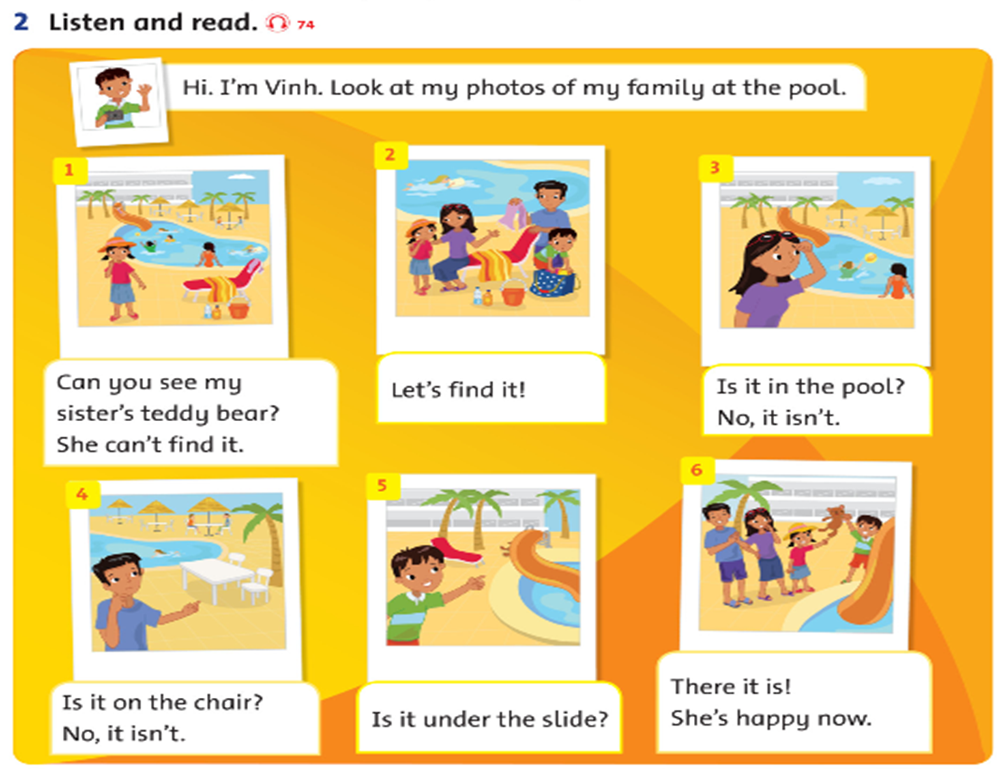 2 Listen and read. 74
Hi. I'm Vinh. Look at my photos of my family at the pool.
1
Can you see my
sister's teddy bear?
She can't find it.
2
Let's find it!
3
Is it in the pool?
No, it isn't.
4
Is it on the chair?
No, it isn't.
5
Is it under the slide?
6
There it is!
She's happy now.